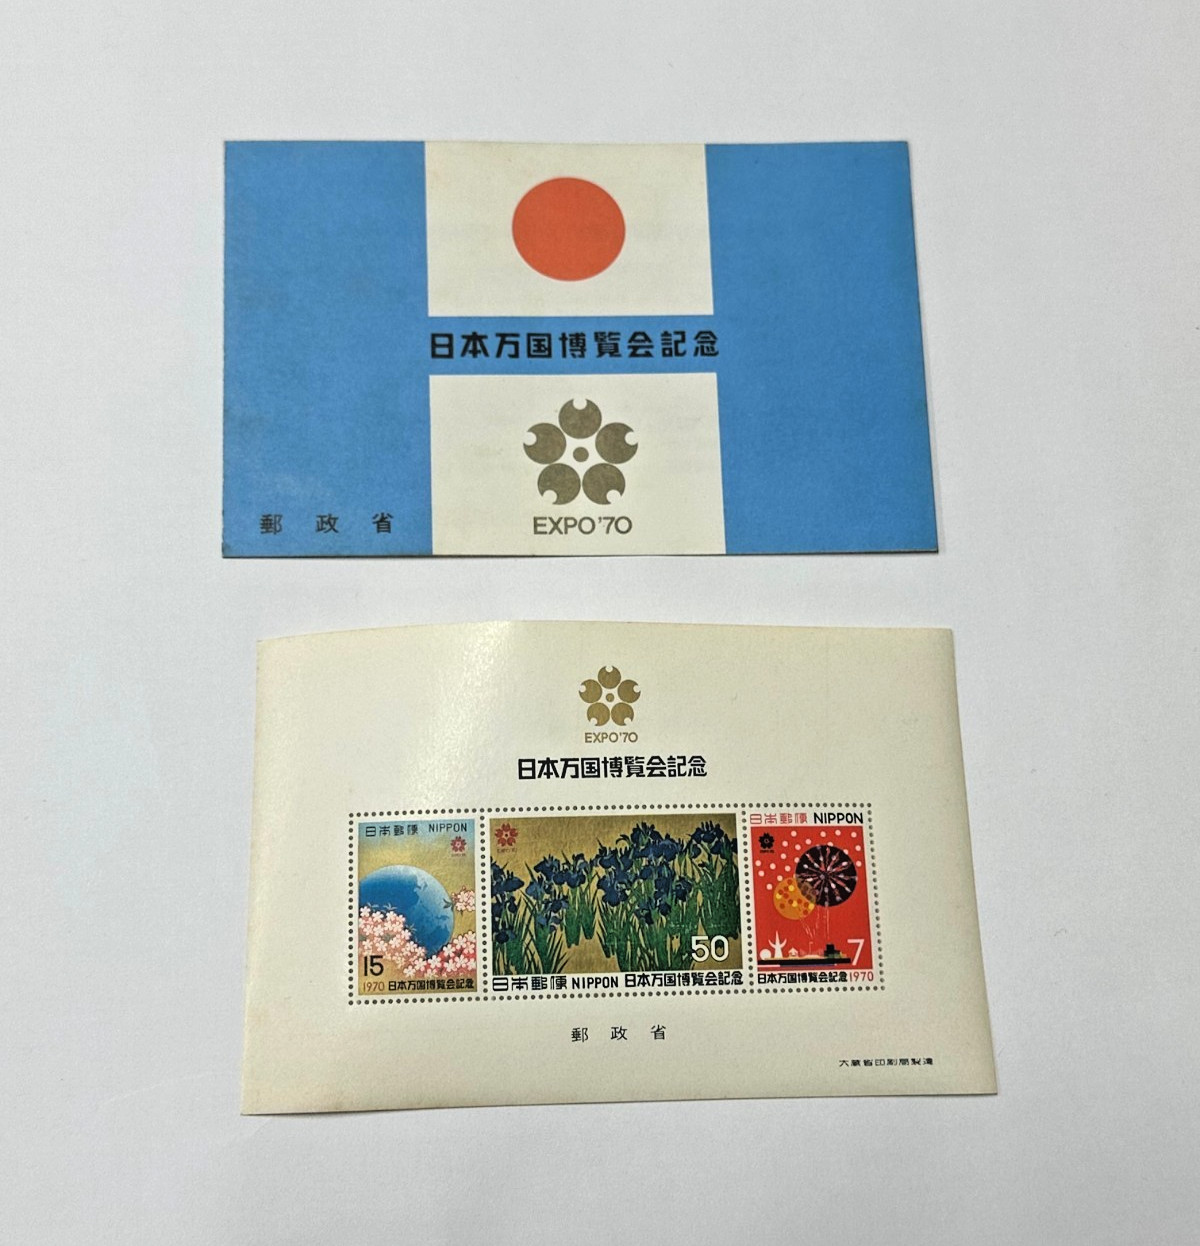 日本万国博覧会記念
EXPO'70
郵政省
EXPO'70
日本万国博覧会記念
日本郵便 NIPPON
15
1970 日本万国博覧会記念
50
日本郵便 NIPPON 日本万国博覧会記念
日本郵便 NIPPON
7
日本万国博覧会記念 1970
郵政省
大蔵省印刷局製造